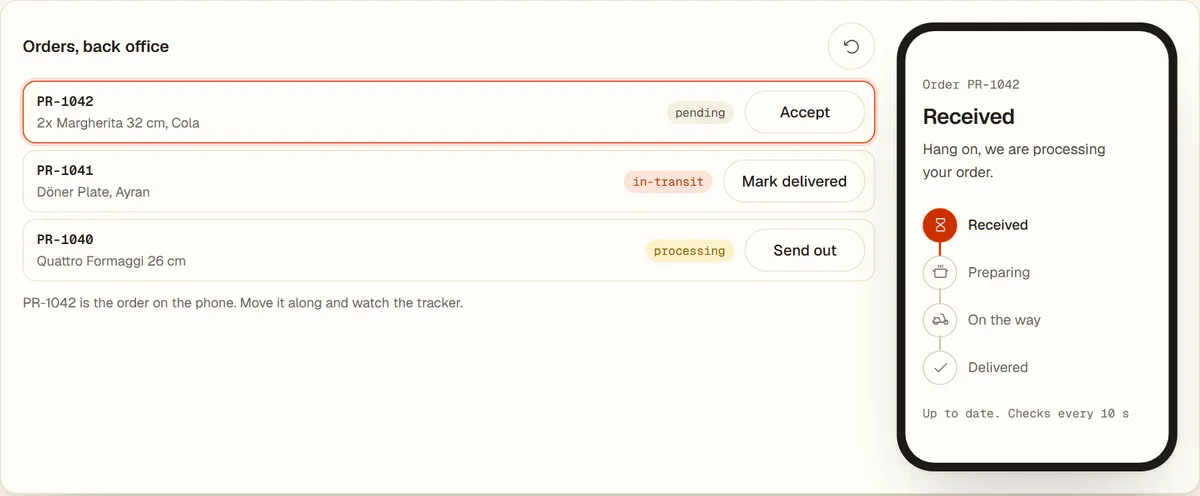 Orders, back office
PR-1042
2x Margherita 32 cm, Cola
pending
Accept
PR-1041
Döner Plate, Ayran
in-transit
Mark delivered
PR-1040
Quattro Formaggi 26 cm
processing
Send out
PR-1042 is the order on the phone. Move it along and watch the tracker.
Order PR-1042
Received
Hang on, we are processing
your order.
Received
Preparing
On the way
Delivered
Up to date. Checks every 10 s